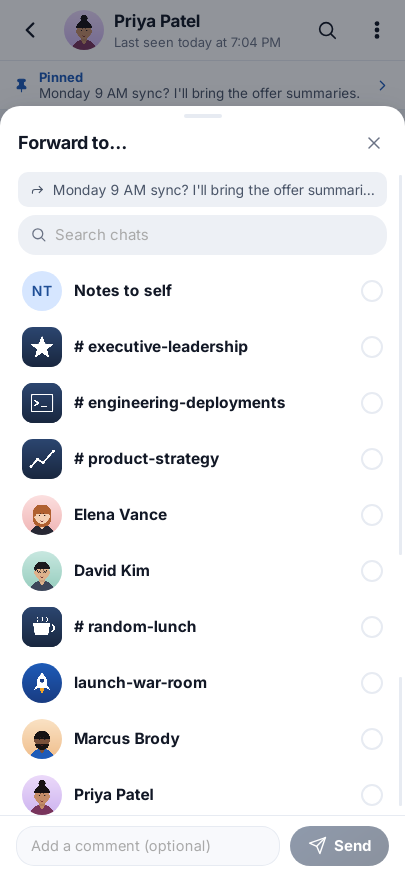 Priya Patel
Last seen today at 7:04 PM
Pinned
Monday 9 AM sync? I'll bring the offer summaries.
Forward to...
Monday 9 AM sync? I'll bring the offer summari...
Search chats
NT Notes to self
# executive-leadership
# engineering-deployments
# product-strategy
Elena Vance
David Kim
# random-lunch
launch-war-room
Marcus Brody
Priya Patel
Add a comment (optional) Send